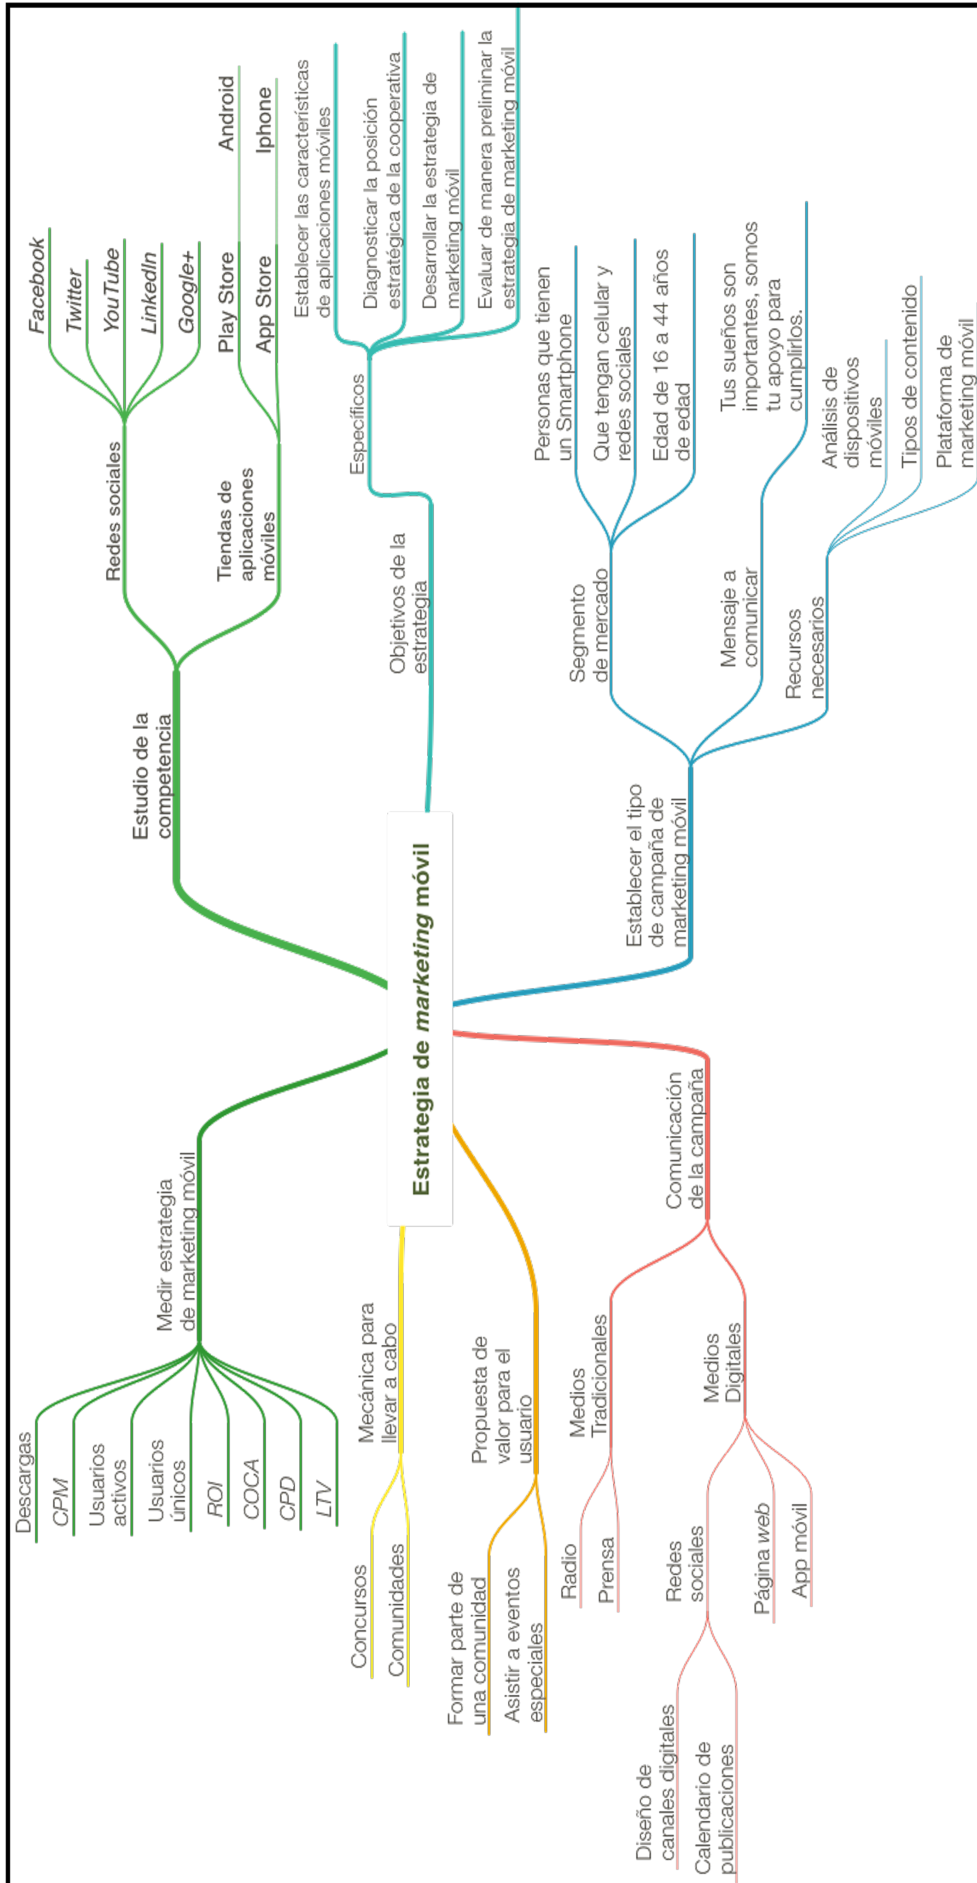 Estrategia de marketing móvil
Estudio de la
competencia
Redes sociales
Facebook
Twitter
YouTube
LinkedIn
Google+
Tiendas de
aplicaciones
móviles
Play Store
Android
App Store
Iphone
Objetivos de la
estrategia
Específicos
Establecer las características
de aplicaciones móviles
Diagnosticar la posición
estratégica de la cooperativa
Desarrollar la estrategia de
marketing móvil
Evaluar de manera preliminar la
estrategia de marketing móvil
Establecer el tipo
de campaña de
marketing móvil
Segmento
de mercado
Personas que tienen
un Smartphone
Que tengan celular y
redes sociales
Edad de 16 a 44 años
de edad
Mensaje a
comunicar
Tus sueños son
importantes, somos
tu apoyo para
cumplirlos.
Recursos
necesarios
Análisis de
dispositivos
móviles
Tipos de contenido
Plataforma de
marketing móvil
Medir estrategia
de marketing móvil
Descargas
CPM
Usuarios
activos
Usuarios
únicos
ROI
COCA
CPD
LTV
Mecánica para
llevar a cabo
Concursos
Comunidades
Propuesta de
valor para el
usuario
Formar parte de
una comunidad
Asistir a eventos
especiales
Comunicación
de la campaña
Medios
Tradicionales
Radio
Prensa
Medios
Digitales
Redes
sociales
Diseño de
canales digitales
Calendario de
publicaciones
Página web
App móvil